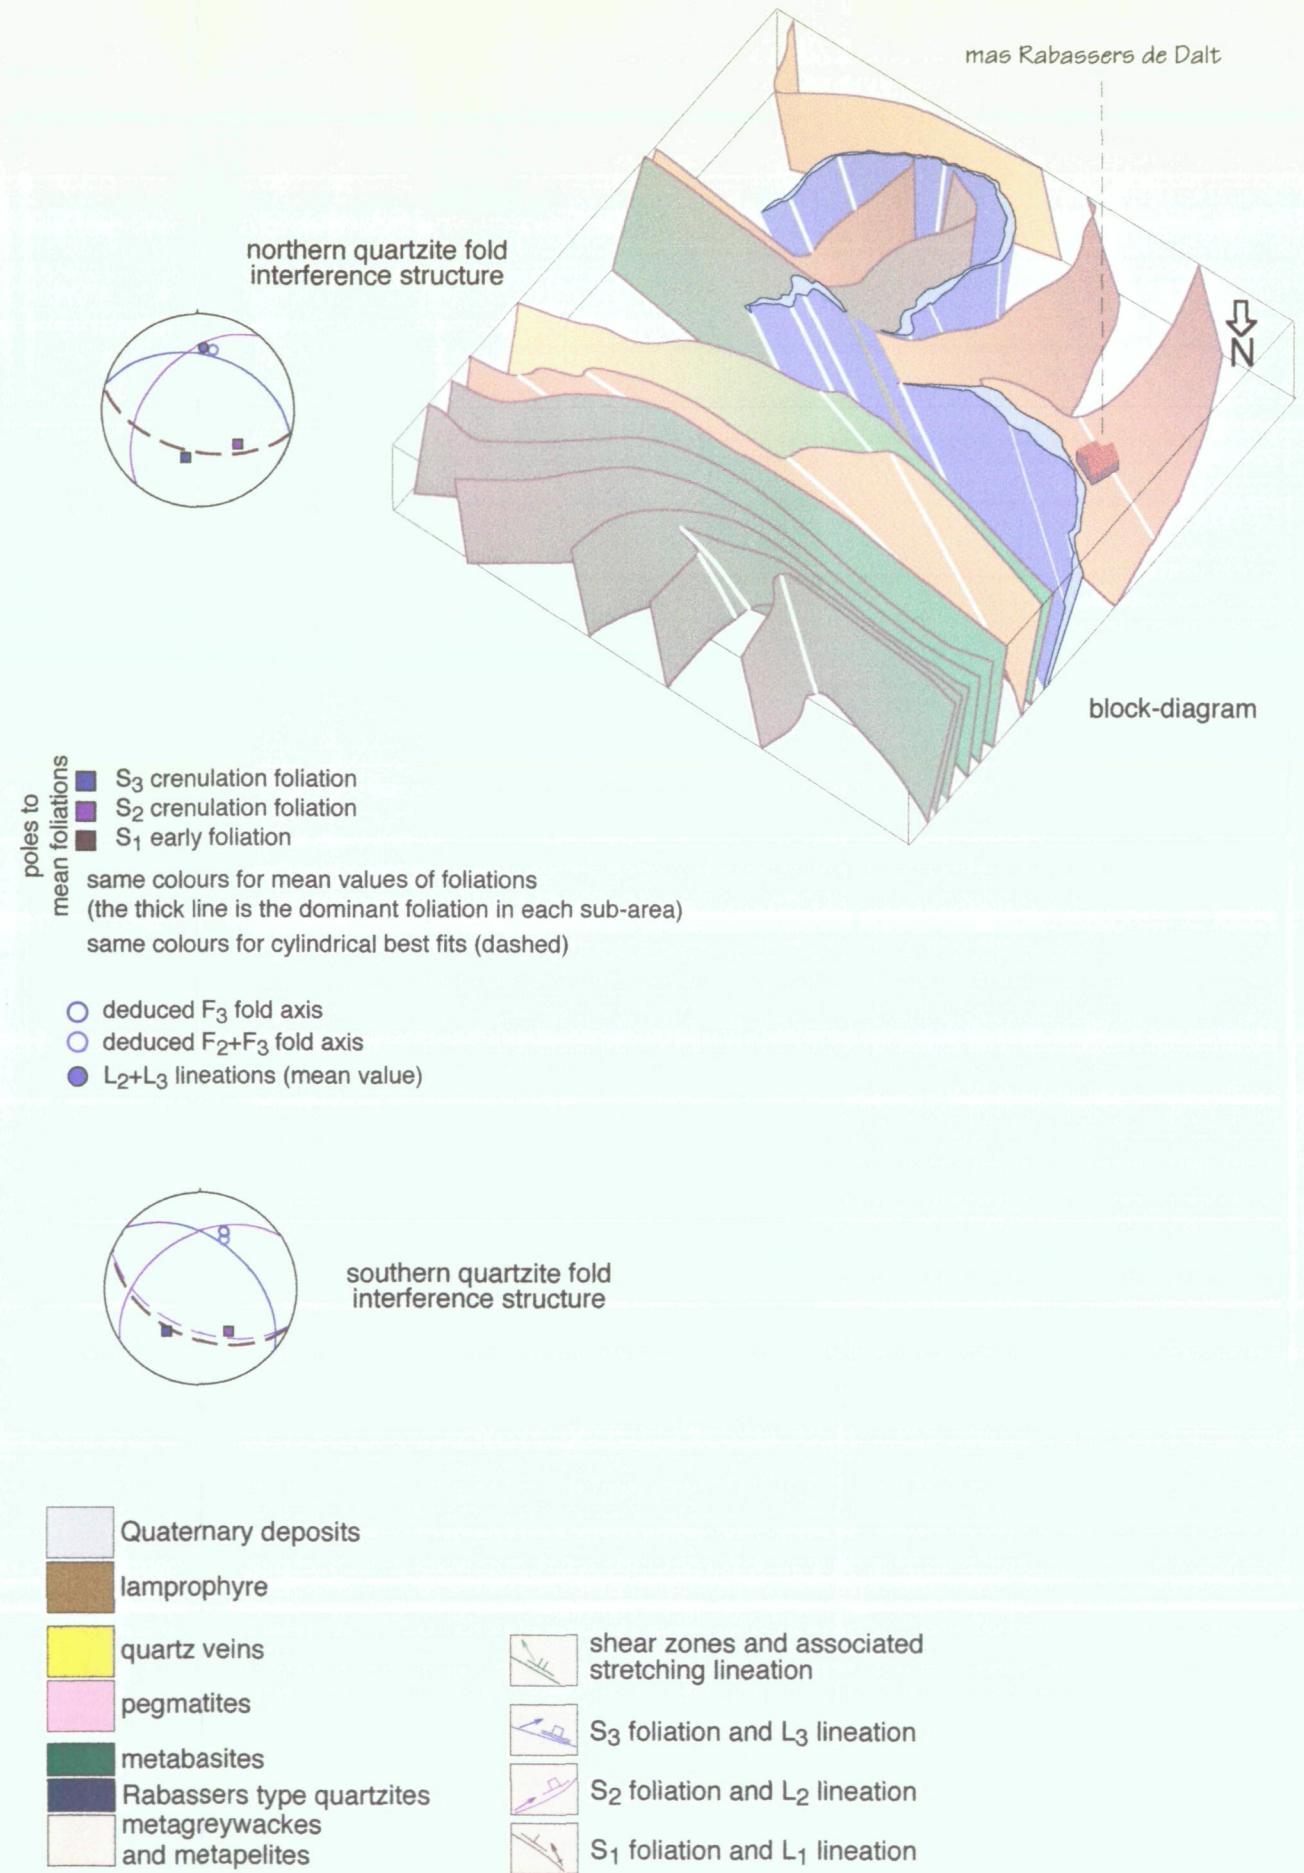 mas Rabassers de Dalt
northern quartzite fold
interference structure
N
block-diagram
poles to
mean foliations
S3 crenulation foliation
S2 crenulation foliation
S1 early foliation
same colours for mean values of foliations
(the thick line is the dominant foliation in each sub-area)
same colours for cylindrical best fits (dashed)
deduced F3 fold axis
deduced F2+F3 fold axis
L2+L3 lineations (mean value)
southern quartzite fold
interference structure
Quaternary deposits
lamprophyre
quartz veins
pegmatites
metabasites
Rabassers type quartzites
metagreywackes
and metapelites
shear zones and associated
stretching lineation
S3 foliation and L3 lineation
S2 foliation and L2 lineation
S1 foliation and L1 lineation